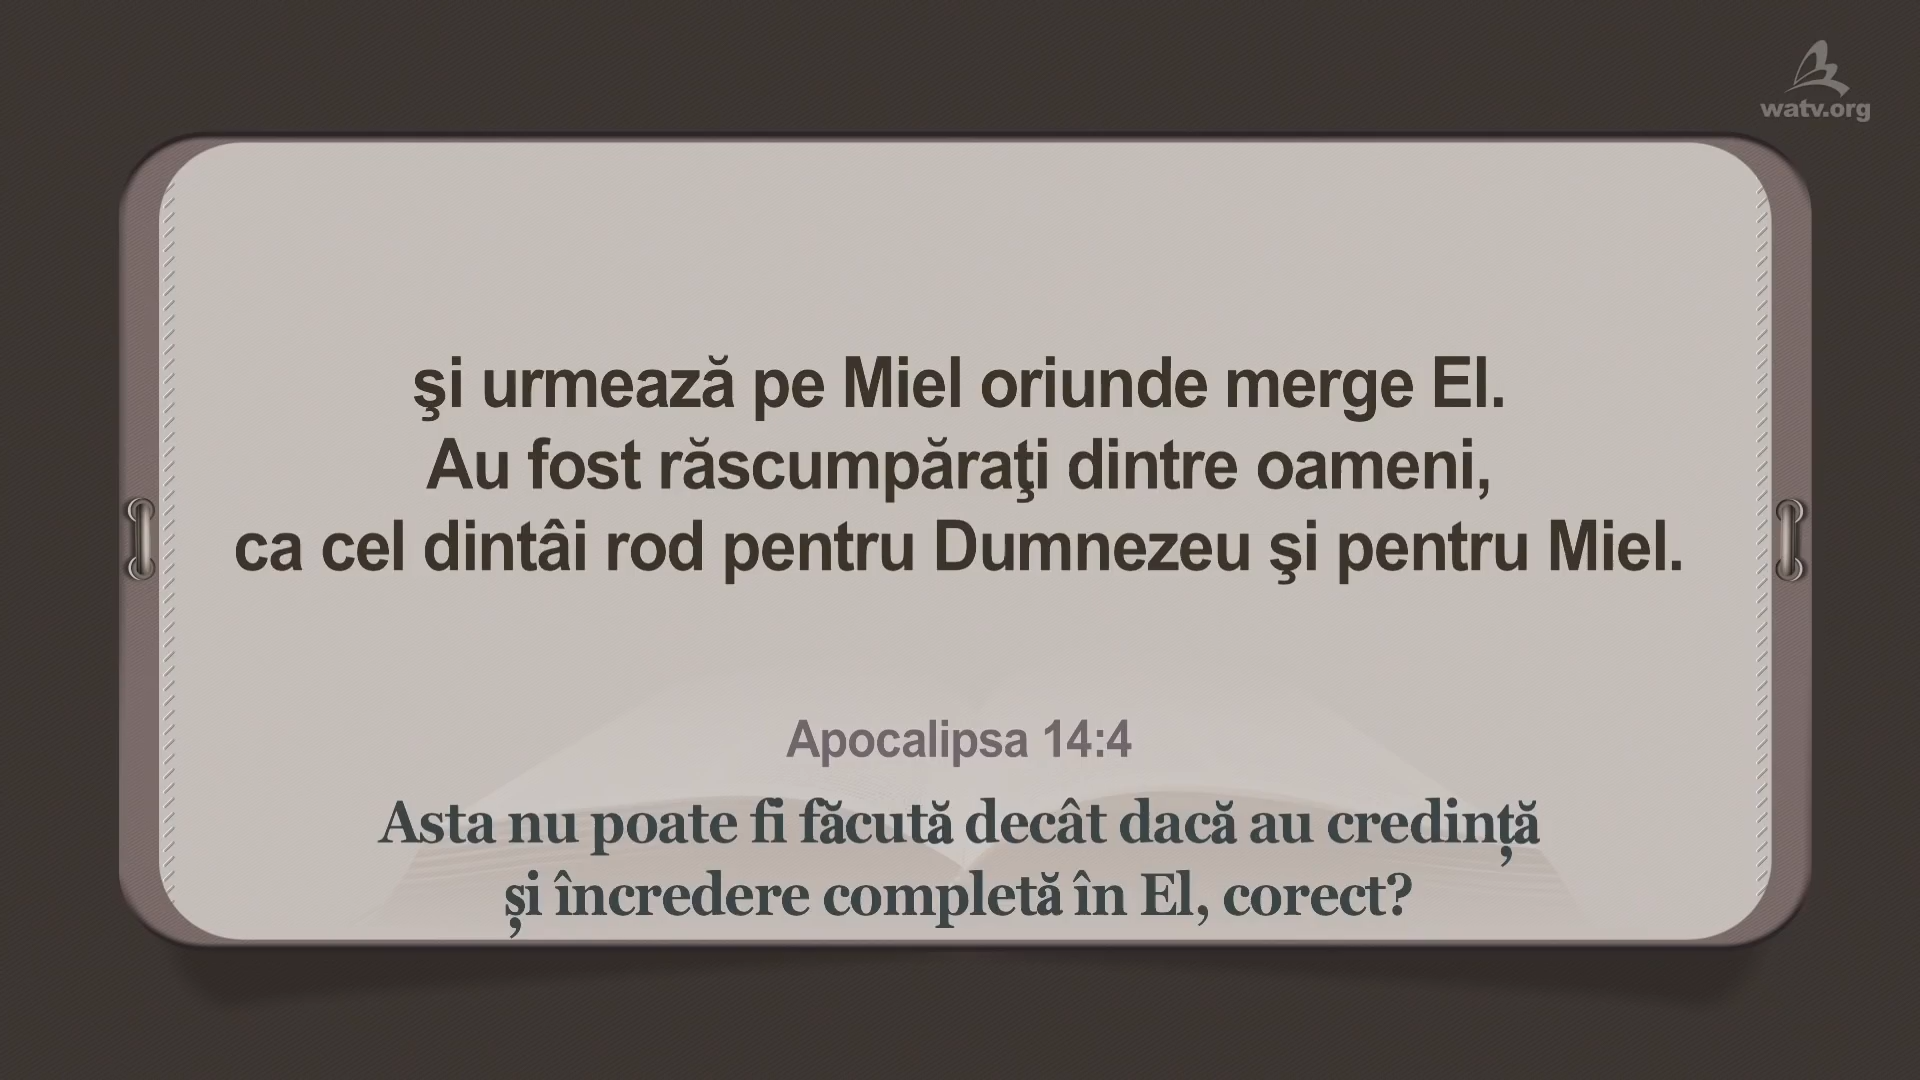 watv.org
şi urmează pe Miel oriunde merge El.
Au fost răscumpăraţi dintre oameni,
ca cel dintâi rod pentru Dumnezeu şi pentru Miel.
Apocalipsa 14:4
Asta nu poate fi făcută decât dacă au credință
și încredere completă în El, corect?